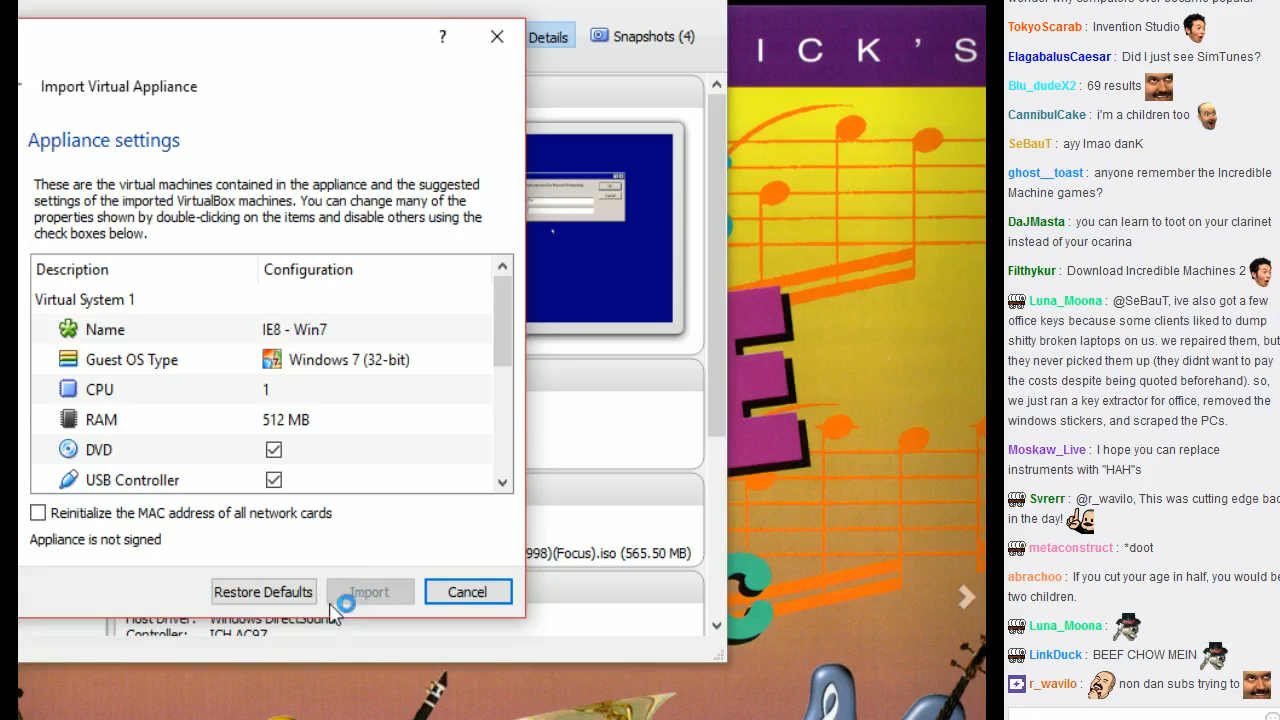 Details
Snapshots (4)
I C K ' S
Import Virtual Appliance
Appliance settings
These are the virtual machines contained in the appliance and the suggested
settings of the imported VirtualBox machines. You can change many of the
properties shown by double-clicking on the items and disable others using the
check boxes below.
Description Configuration
Virtual System 1
Name IE8 - Win7
Guest OS Type Windows 7 (32-bit)
CPU 1
RAM 512 MB
DVD
USB Controller
Reinitialize the MAC address of all network cards
Appliance is not signed
998)(Focus).iso (565.50 MB)
Restore Defaults Import Cancel
Host Driver: Windows DirectSound
Controller: ICH AC97
TokyoScarab : Invention Studio
ElagabalusCaesar : Did I just see SimTunes?
Blu_dudeX2 : 69 results
CannibulCake : i'm a children too
SeBauT : ayy lmao danK
ghost__toast : anyone remember the Incredible
Machine games?
DaJMasta : you can learn to toot on your clarinet
instead of your ocarina
Filthykur : Download Incredible Machines 2
Luna_Moona : @SeBauT, ive also got a few
office keys because some clients liked to dump
shitty broken laptops on us. we repaired them, but
they never picked them up (they didnt want to pay
the costs despite being quoted beforehand). so,
we just ran a key extractor for office, removed the
windows stickers, and scraped the PCs.
Moskaw_Live : I hope you can replace
instruments with "HAH"s
Svrerr : @r_wavilo, This was cutting edge bac
in the day!
metaconstruct : *doot
abrachoo : If you cut your age in half, you would be
two children.
Luna_Moona :
LinkDuck : BEEF CHOW MEIN
r_wavilo : non dan subs trying to